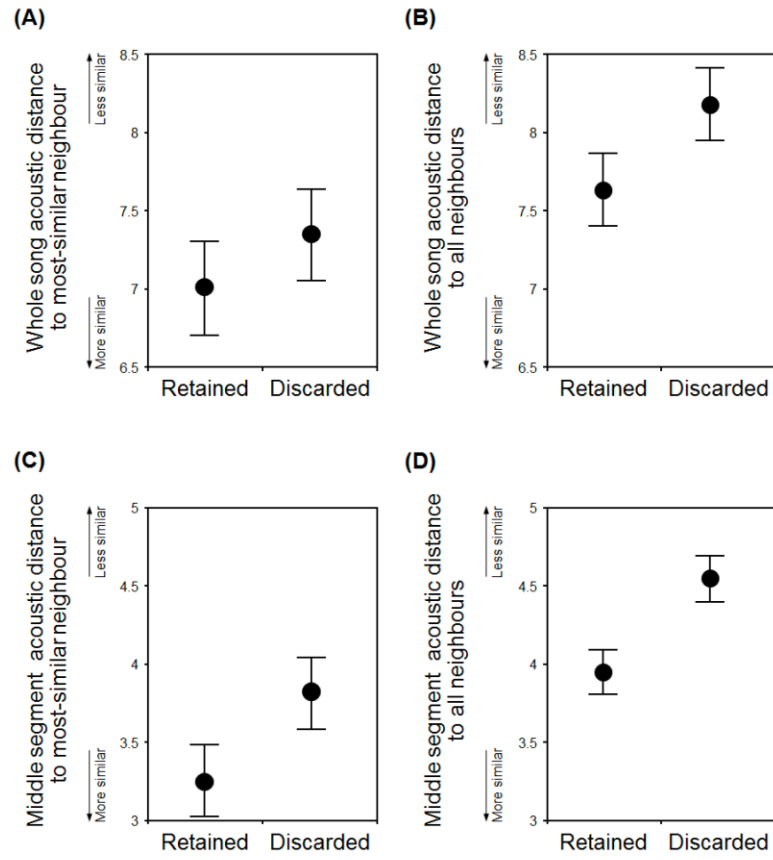 (A)
Whole song acoustic distance
to most-similar neighbour
Less similar
More similar
8.5
8
7.5
7
6.5
Retained Discarded
(B)
Whole song acoustic distance
to all neighbours
Less similar
More similar
8.5
8
7.5
7
6.5
Retained Discarded
(C)
Middle segment acoustic distance
to most-similar neighbour
Less similar
More similar
5
4.5
4
3.5
3
Retained Discarded
(D)
Middle segment acoustic distance
to all neighbours
Less similar
More similar
5
4.5
4
3.5
3
Retained Discarded